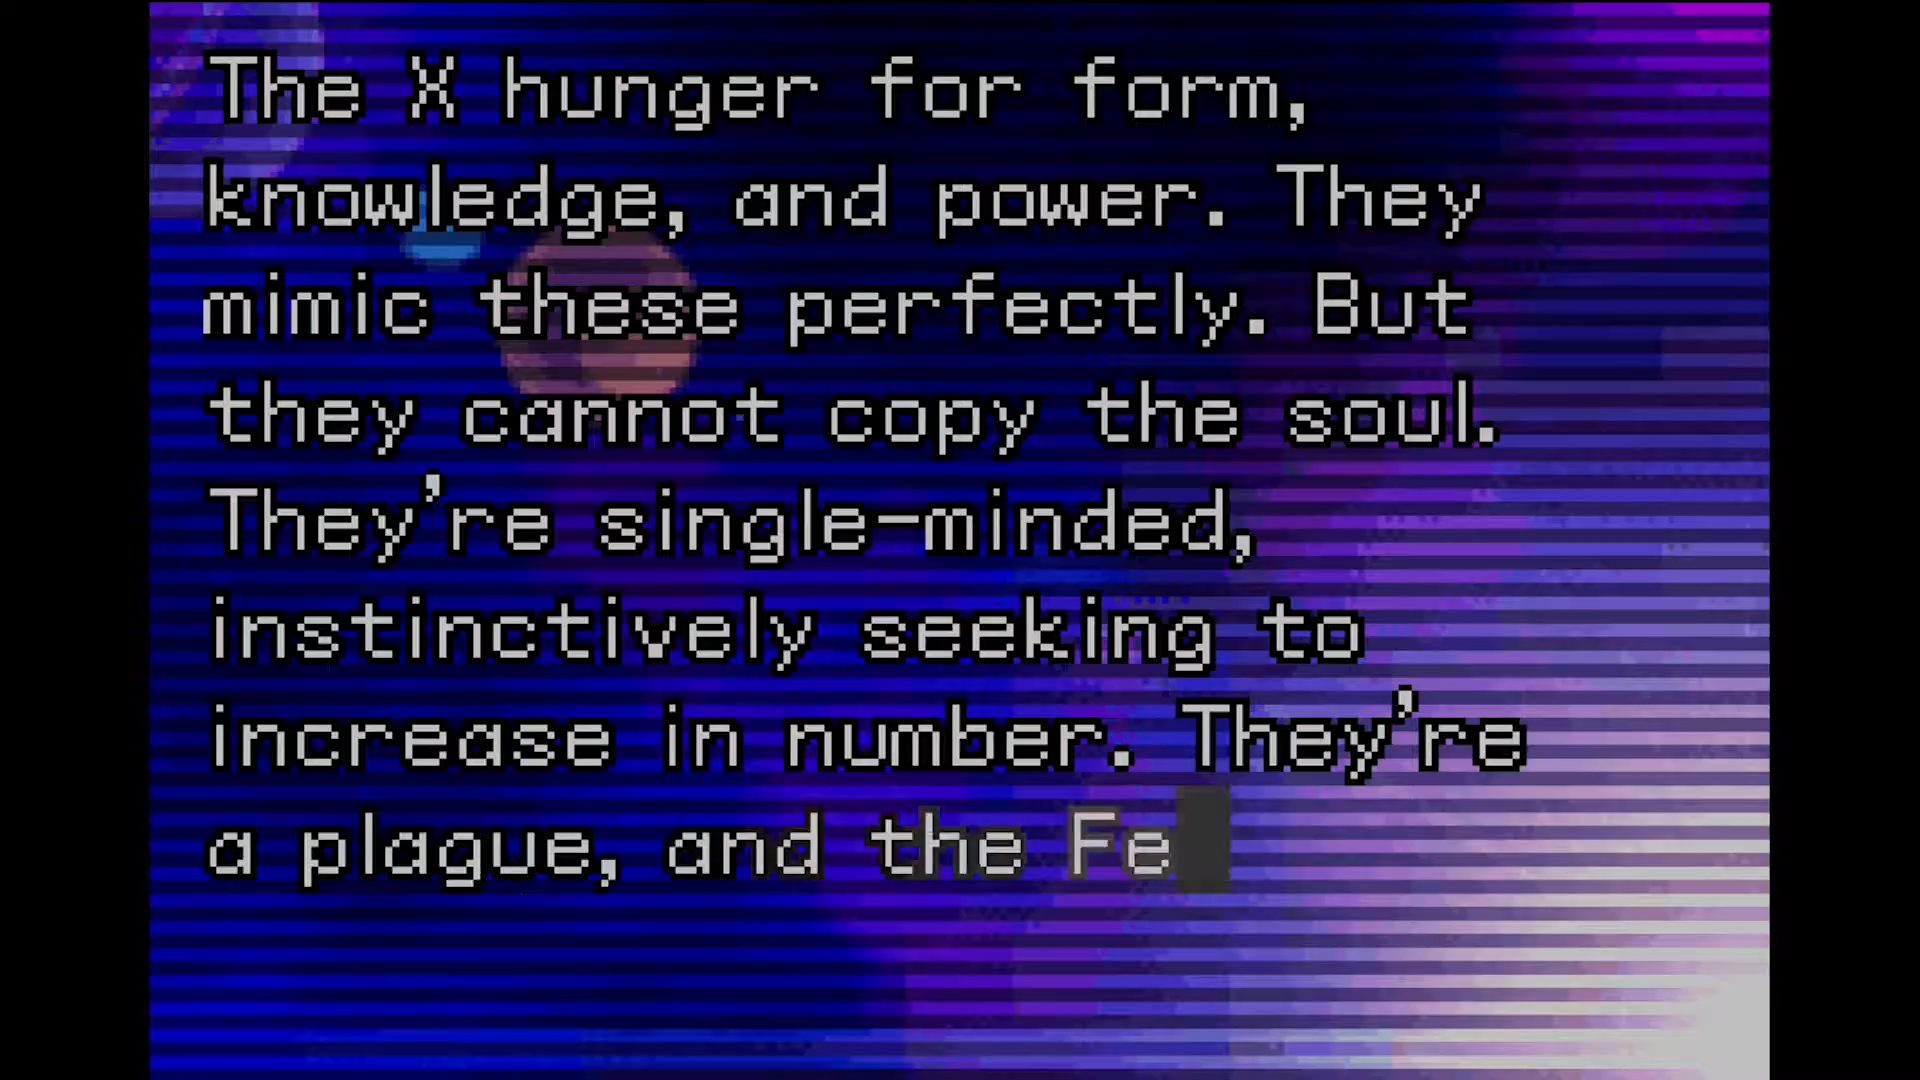 The X hunger for form,
knowledge, and power. They
mimic these perfectly. But
they cannot copy the soul.
They're single-minded,
instinctively seeking to
increase in number. They're
a plague, and the Fe